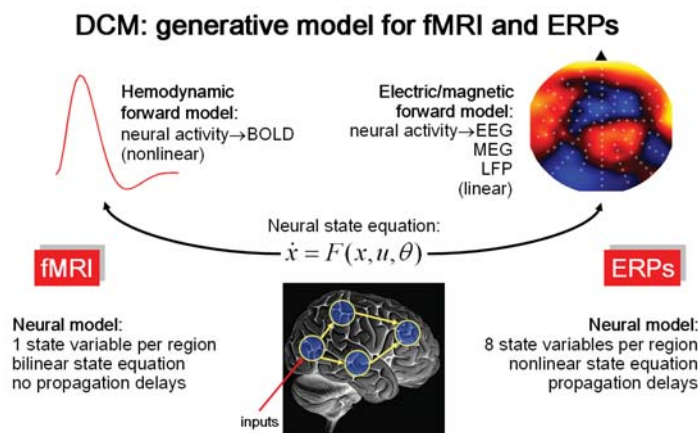 DCM: generative model for fMRI and ERPs
Hemodynamic
forward model:
neural activity→BOLD
(nonlinear)
Electric/magnetic
forward model:
neural activity→EEG
MEG
LFP
(linear)
Neural state equation:
ẋ = F(x, u, θ)
fMRI
ERPs
Neural model:
1 state variable per region
bilinear state equation
no propagation delays
inputs
Neural model:
8 state variables per region
nonlinear state equation
propagation delays